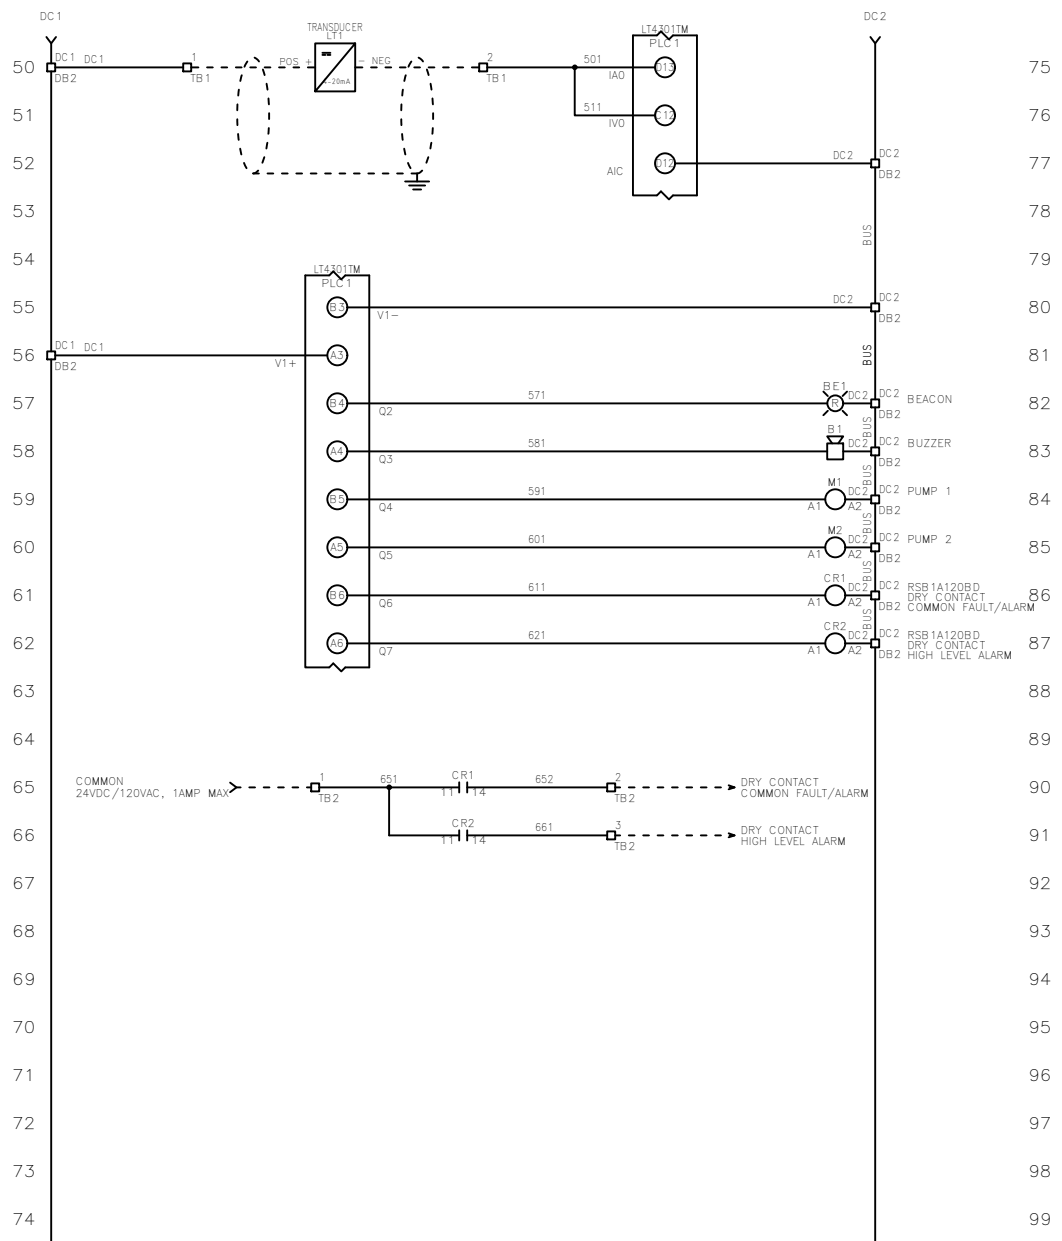 DC1 DC2
TRANSDUCER
LT1
LT4301TM
PLC1
50 DC1 DC1 1 POS + - NEG 2 501 D13 75
DB2 TB1 4-20mA TB1 IAO
51 511 C12 76
IVO
52 D12 DC2 DC2 77
AIC DB2
53 78
BUS
54 79
LT4301TM
PLC1
55 B3 DC2 DC2 80
V1- DB2
56 DC1 DC1 A3 BUS 81
DB2 V1+
BE1
57 B4 571 R DC2 DC2 BEACON 82
Q2 DB2
B1 BUS
58 A4 581 DC2 DC2 BUZZER 83
Q3 DB2
M1 BUS
59 B5 591 DC2 DC2 PUMP 1 84
Q4 A1 A2 DB2
M2 BUS
60 A5 601 DC2 DC2 PUMP 2 85
Q5 A1 A2 DB2
CR1 BUS
61 B6 611 DC2 DC2 RSB1A120BD 86
DRY CONTACT
Q6 A1 A2 DB2 COMMON FAULT/ALARM
CR2 BUS
62 A6 621 DC2 DC2 RSB1A120BD 87
DRY CONTACT
Q7 A1 A2 DB2 HIGH LEVEL ALARM
63 88
64 89
65 COMMON 1 651 CR1 652 2 DRY CONTACT 90
24VDC/120VAC, 1AMP MAX TB2 11 14 TB2 COMMON FAULT/ALARM
66 CR2 661 3 DRY CONTACT 91
11 14 TB2 HIGH LEVEL ALARM
67 92
68 93
69 94
70 95
71 96
72 97
73 98
74 99